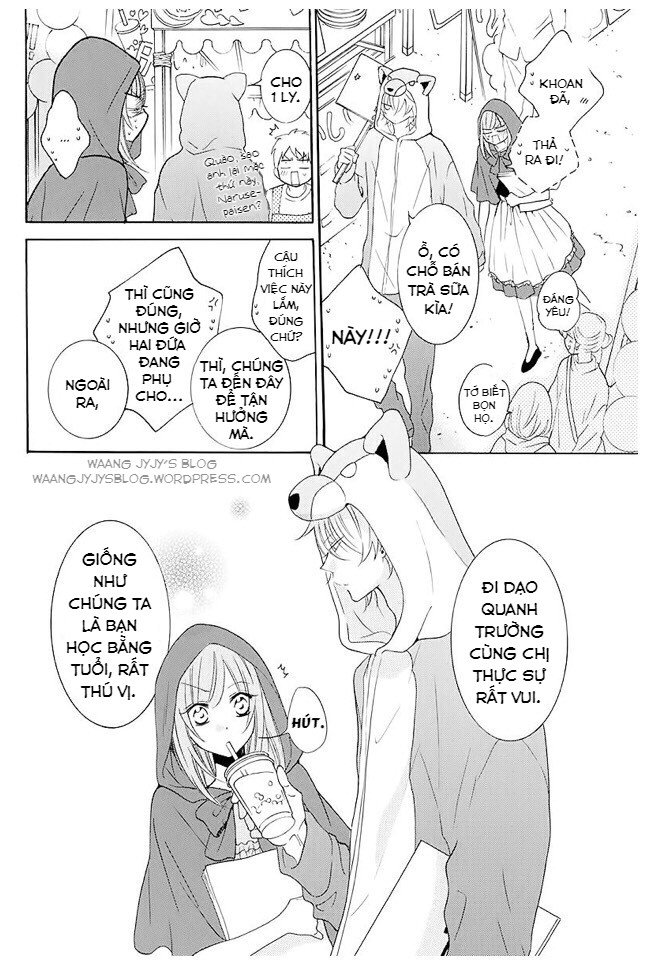 KHOAN
ĐÃ,
THẢ
RA ĐI!
Ồ, CÓ
CHỖ BÁN
TRÀ SỮA
KÌA!
NÀY!!!
ĐÁNG
YÊU!
TỚ BIẾT
BỌN
HỌ.
CHO
1 LY.
Quào, sao
anh lại mặc
thứ này,
Naruse-
paisen?
CẬU
THÍCH
VIỆC NÀY
LẮM,
ĐÚNG
CHỨ?
THÌ CŨNG
ĐÚNG,
NHƯNG GIỜ
HAI ĐỨA
ĐANG
PHỤ
CHO...
THÌ, CHÚNG
TA ĐẾN ĐÂY
ĐỂ TẬN
HƯỞNG
MÃ.
NGOÀI
RA,
WAANG JYJY'S BLOG
WAANGJYJYSBLOG.WORDPRESS.COM
ĐI DẠO
QUANH
TRƯỜNG
CÙNG CHỊ
THỰC SỰ
RẤT VUI.
GIỐNG
NHƯ
CHÚNG TA
LÀ BẠN
HỌC BẰNG
TUỔI, RẤT
THÚ VỊ.
HÚT.